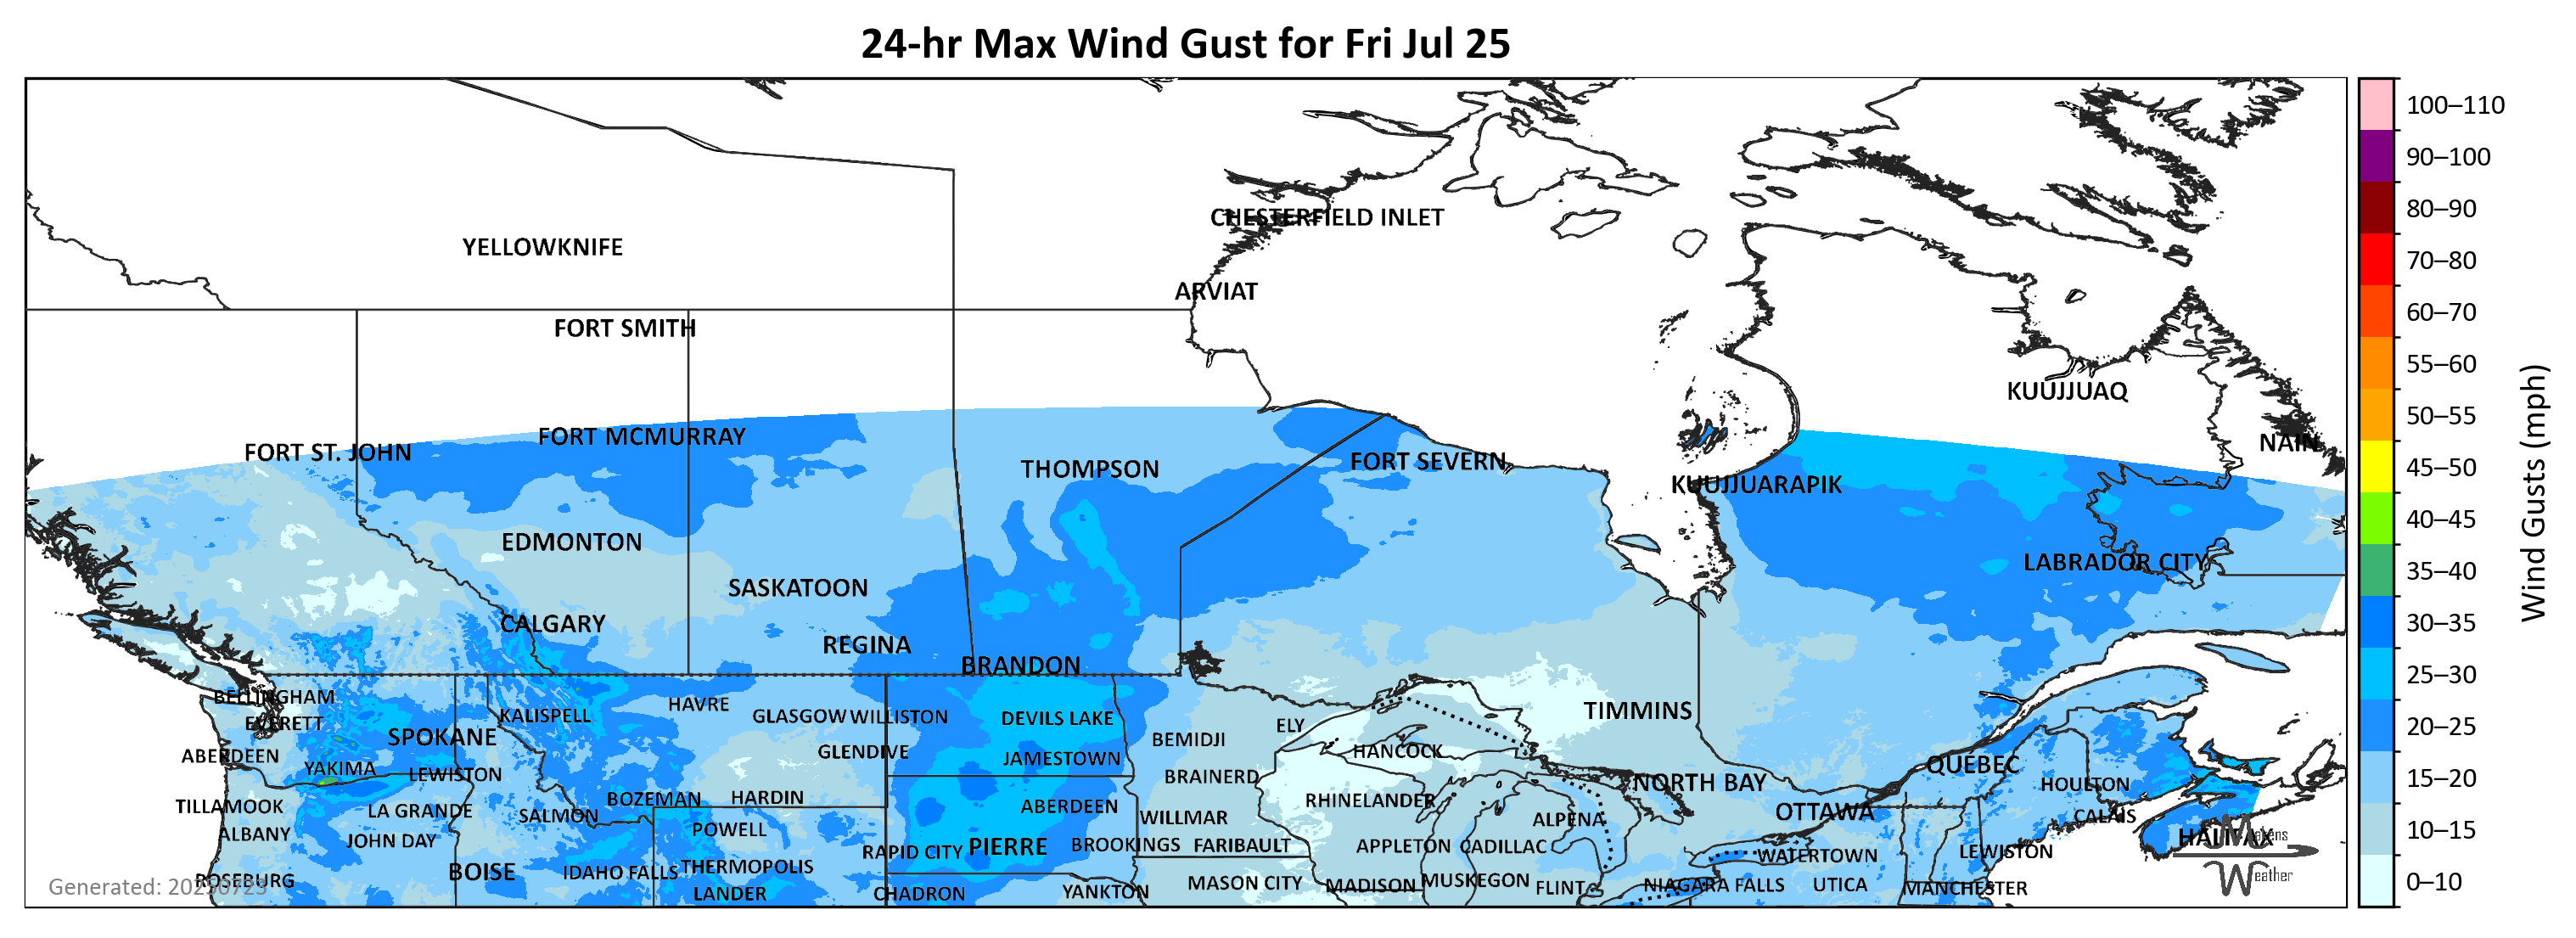 24-hr Max Wind Gust for Fri Jul 25
100–110
90–100
80–90
70–80
60–70
55–60
50–55
45–50
40–45
35–40
30–35
25–30
20–25
15–20
10–15
0–10
Wind Gusts (mph)
CHESTERFIELD INLET
YELLOWKNIFE
ARVIAT
FORT SMITH
KUUJJUAQ
FORT MCMURRAY
NAIN
FORT ST. JOHN
FORT SEVERN
THOMPSON
KUUJJUARAPIK
EDMONTON
LABRADOR CITY
SASKATOON
CALGARY
REGINA
BRANDON
BELLINGHAM
HAVRE
TIMMINS
KALISPELL
GLASGOW
WILLISTON
DEVILS LAKE
EVERETT
ELY
SPOKANE
BEMIDJI
HANCOCK
GLENDIVE
ABERDEEN
JAMESTOWN
QUÉBEC
YAKIMA
LEWISTON
BRAINERD
NORTH BAY
HOULTON
BOZEMAN
HARDIN
RHINELANDER
TILLAMOOK
ABERDEEN
LA GRANDE
OTTAWA
SALMON
WILLMAR
CALAIS
ALPENA
POWELL
ALBANY
HALIFAX
Makens
JOHN DAY
BROOKINGS
FARIBAULT
APPLETON
CADILLAC
PIERRE
RAPID CITY
LEWISTON
WATERTOWN
THERMOPOLIS
BOISE
IDAHO FALLS
Weather
ROSEBURG
MUSKEGON
MASON CITY
MADISON
NIAGARA FALLS
UTICA
FLINT
MANCHESTER
LANDER
CHADRON
YANKTON
Generated: 20250723